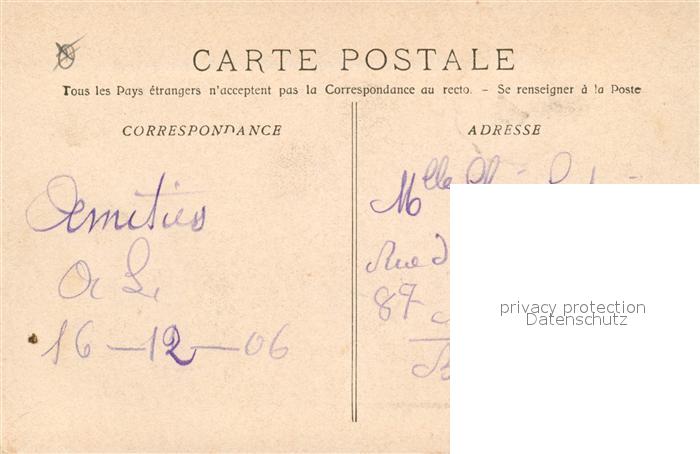 CARTE POSTALE
Tous les Pays étrangers n'acceptent pas la Correspondance au recto. - Se renseigner à la Poste
CORRESPONDANCE
ADRESSE
Amitiés
16-12-06
Mlle
Rue d
87
privacy protection
Datenschutz